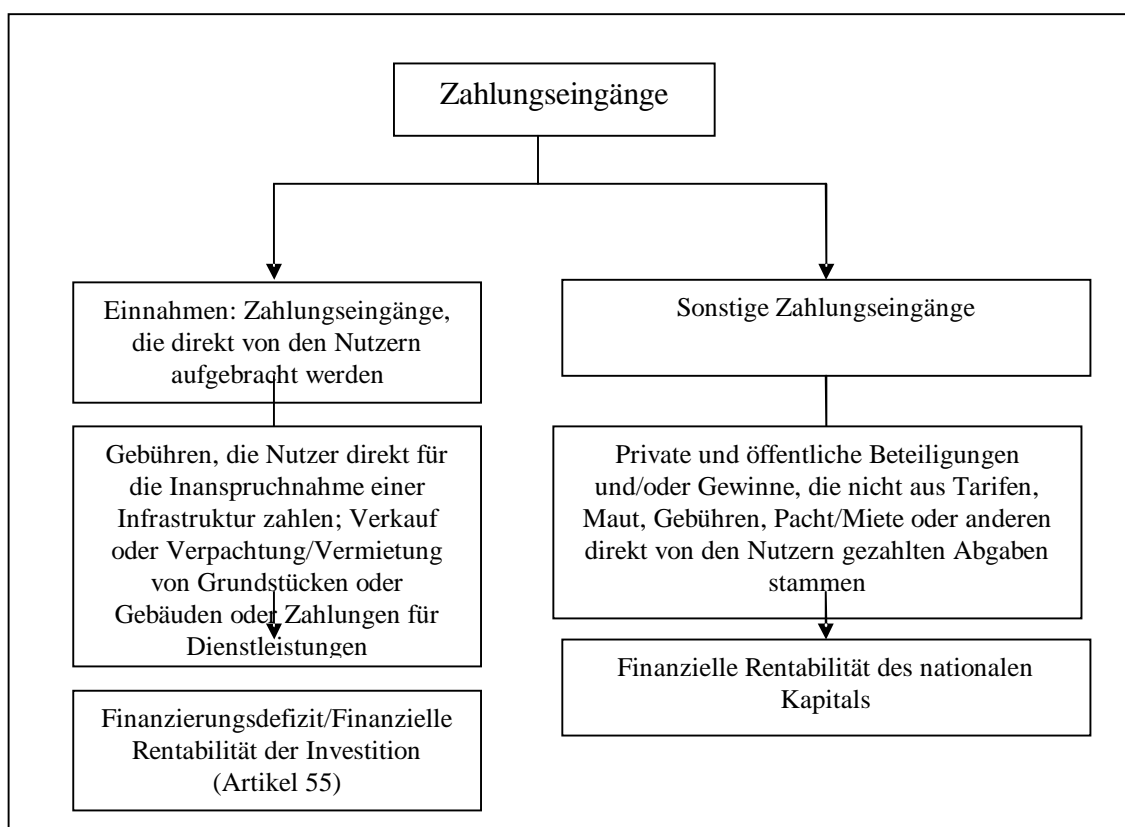 Zahlungseingänge
Einnahmen: Zahlungseingänge,
die direkt von den Nutzern
aufgebracht werden
Gebühren, die Nutzer direkt für
die Inanspruchnahme einer
Infrastruktur zahlen; Verkauf
oder Verpachtung/Vermietung
von Grundstücken oder
Gebäuden oder Zahlungen für
Dienstleistungen
Finanzierungsdefizit/Finanzielle
Rentabilität der Investition
(Artikel 55)
Sonstige Zahlungseingänge
Private und öffentliche Beteiligungen
und/oder Gewinne, die nicht aus Tarifen,
Maut, Gebühren, Pacht/Miete oder anderen
direkt von den Nutzern gezahlten Abgaben
stammen
Finanzielle Rentabilität des nationalen
Kapitals